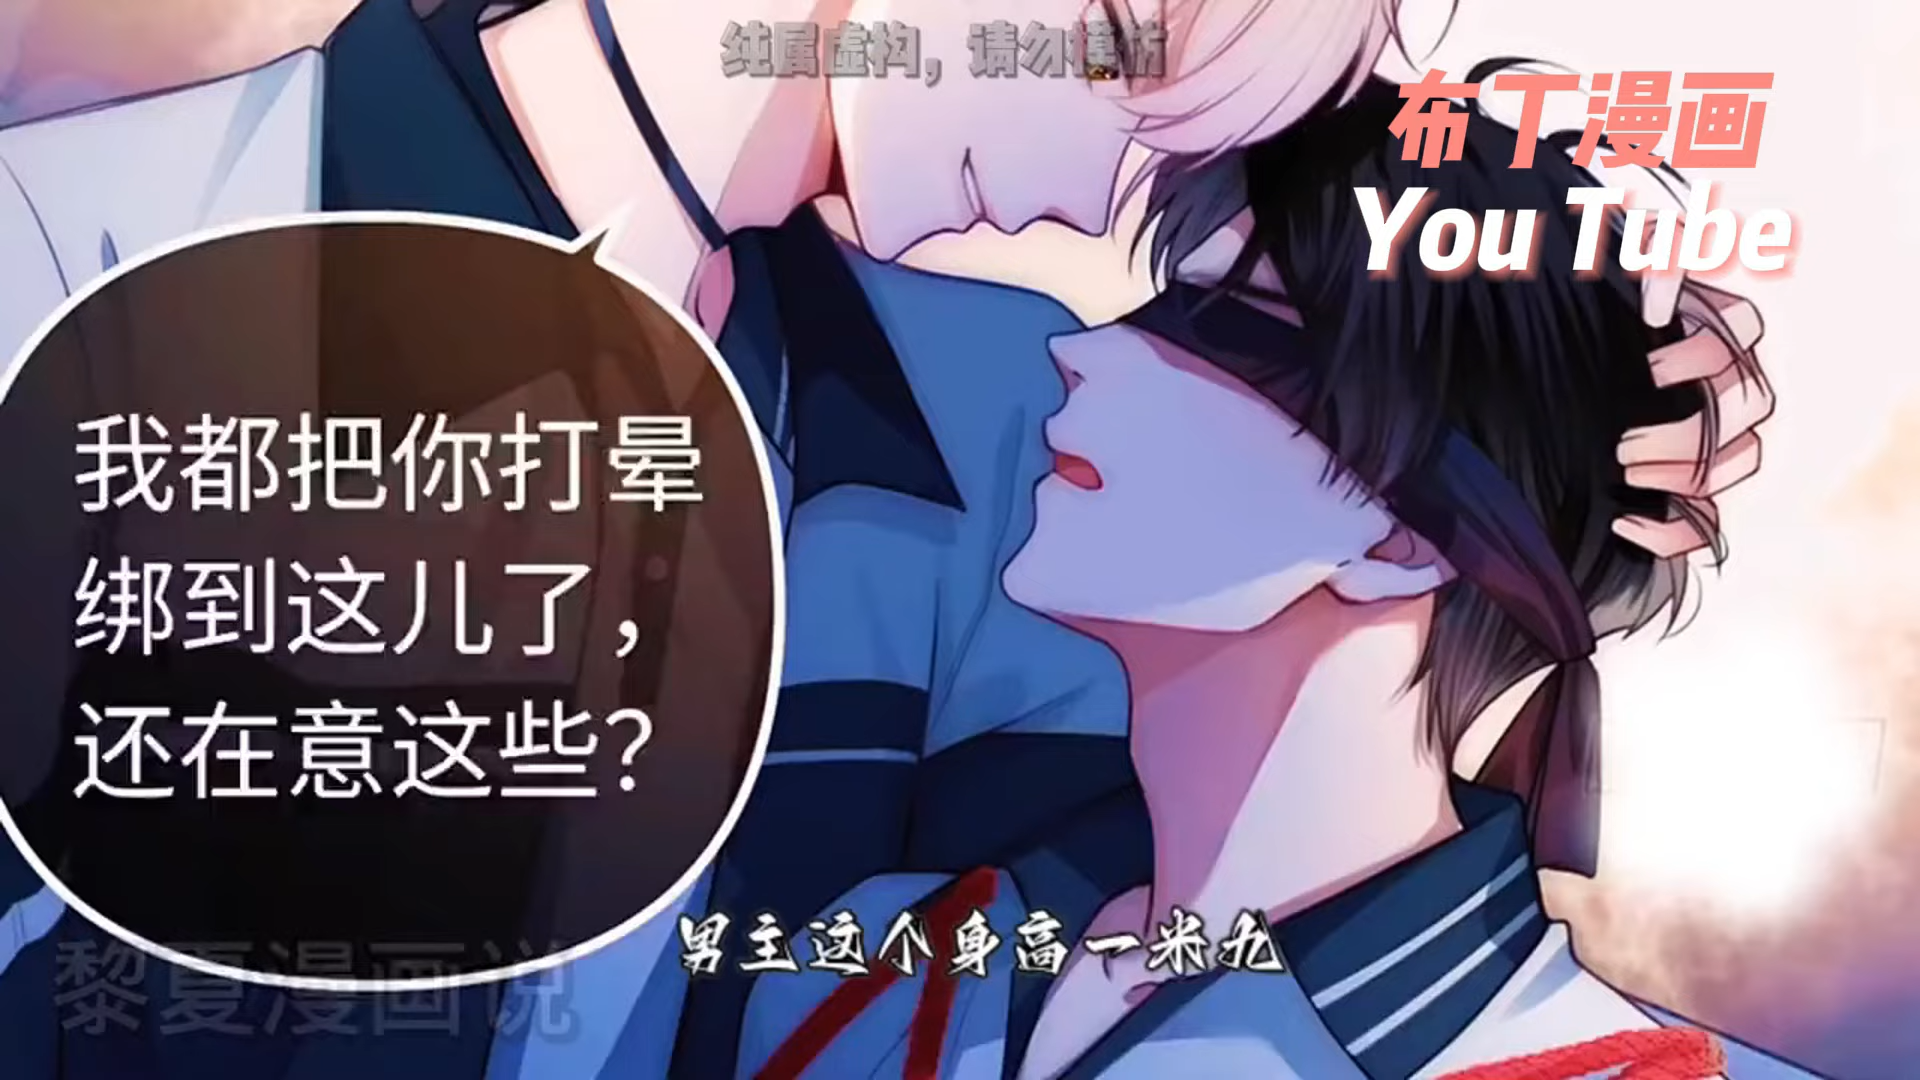 纯属虚构，请勿模仿
布丁漫画
YouTube
我都把你打晕
绑到这儿了，
还在意这些？
男主这个身高一米九
黎夏漫画说